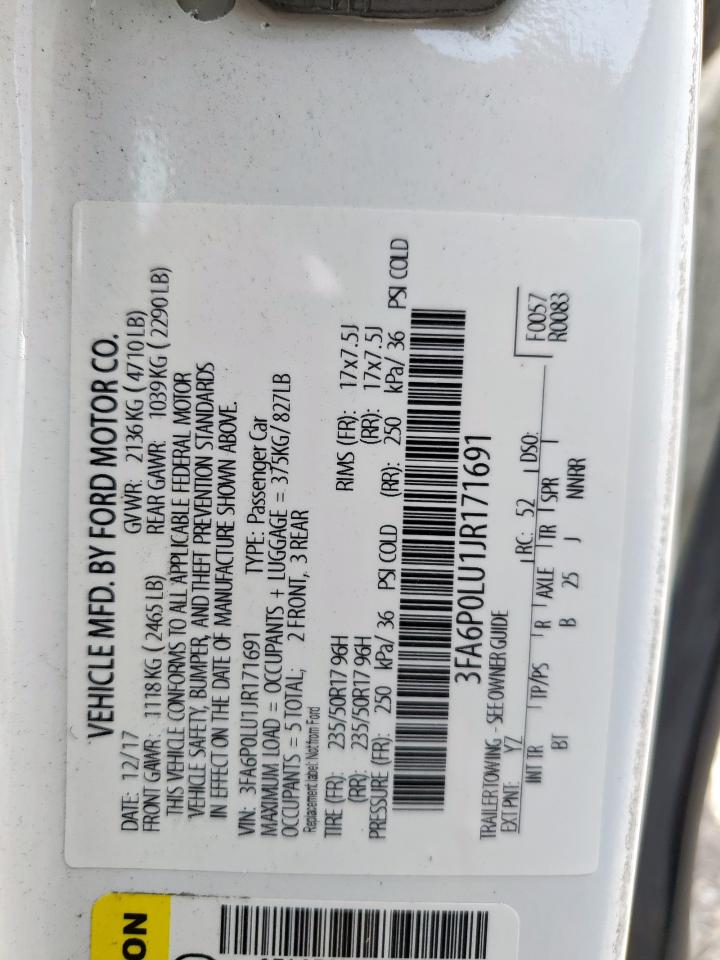 VEHICLE MFD. BY FORD MOTOR CO.
DATE: 12/17 GVWR: 2136 KG ( 4710 LB)
FRONT GAWR: 1118 KG ( 2465 LB) REAR GAWR: 1039 KG ( 2290 LB)
THIS VEHICLE CONFORMS TO ALL APPLICABLE FEDERAL MOTOR
VEHICLE SAFETY, BUMPER, AND THEFT PREVENTION STANDARDS
IN EFFECT ON THE DATE OF MANUFACTURE SHOWN ABOVE.
VIN: 3FA6P0LU1JR171691 TYPE: Passenger Car
MAXIMUM LOAD = OCCUPANTS + LUGGAGE = 375KG/ 827LB
OCCUPANTS = 5 TOTAL; 2 FRONT, 3 REAR
Replacement label: Not from Ford
TIRE (FR): 235/50R17 96H RIMS (FR): 17x7.5J
(RR): 235/50R17 96H (RR): 17x7.5J
PRESSURE (FR): 250 kPa/ 36 PSI COLD (RR): 250 kPa/ 36 PSI COLD
3FA6P0LU1JR171691
TRAILER TOWING - SEE OWNER GUIDE
EXT PNT: YZ RC: 52 DSO:
INT TR TP/PS R AXLE TR SPR F0057
BT B 25 J NNRR R0083
ON